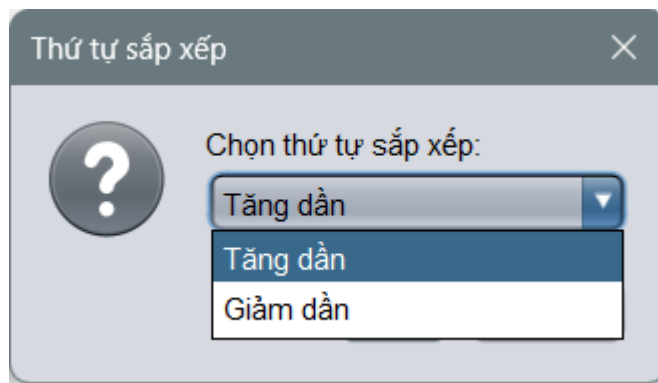 Thứ tự sắp xếp
Chọn thứ tự sắp xếp:
Tăng dần
Tăng dần
Giảm dần